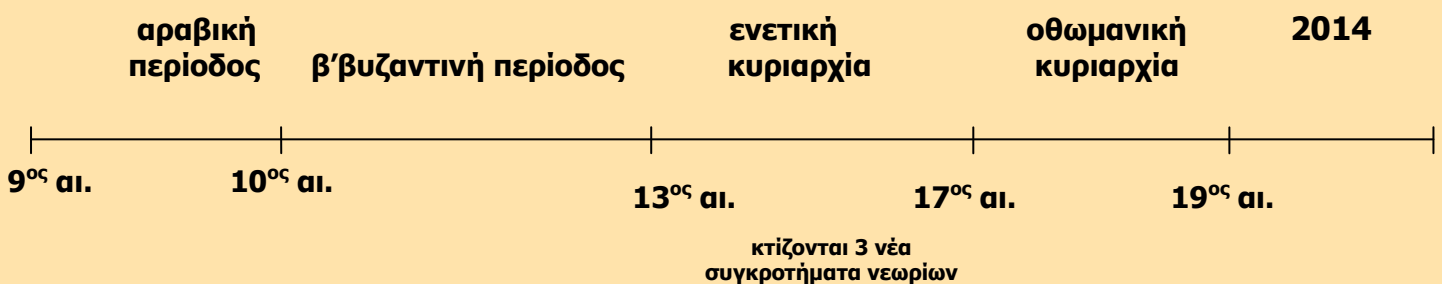 αραβική
περίοδος
β’βυζαντινή περίοδος
ενετική
κυριαρχία
οθωμανική
κυριαρχία
2014
9ος αι.
10ος αι.
13ος αι.
17ος αι.
19ος αι.
κτίζονται 3 νέα
συγκροτήματα νεωρίων